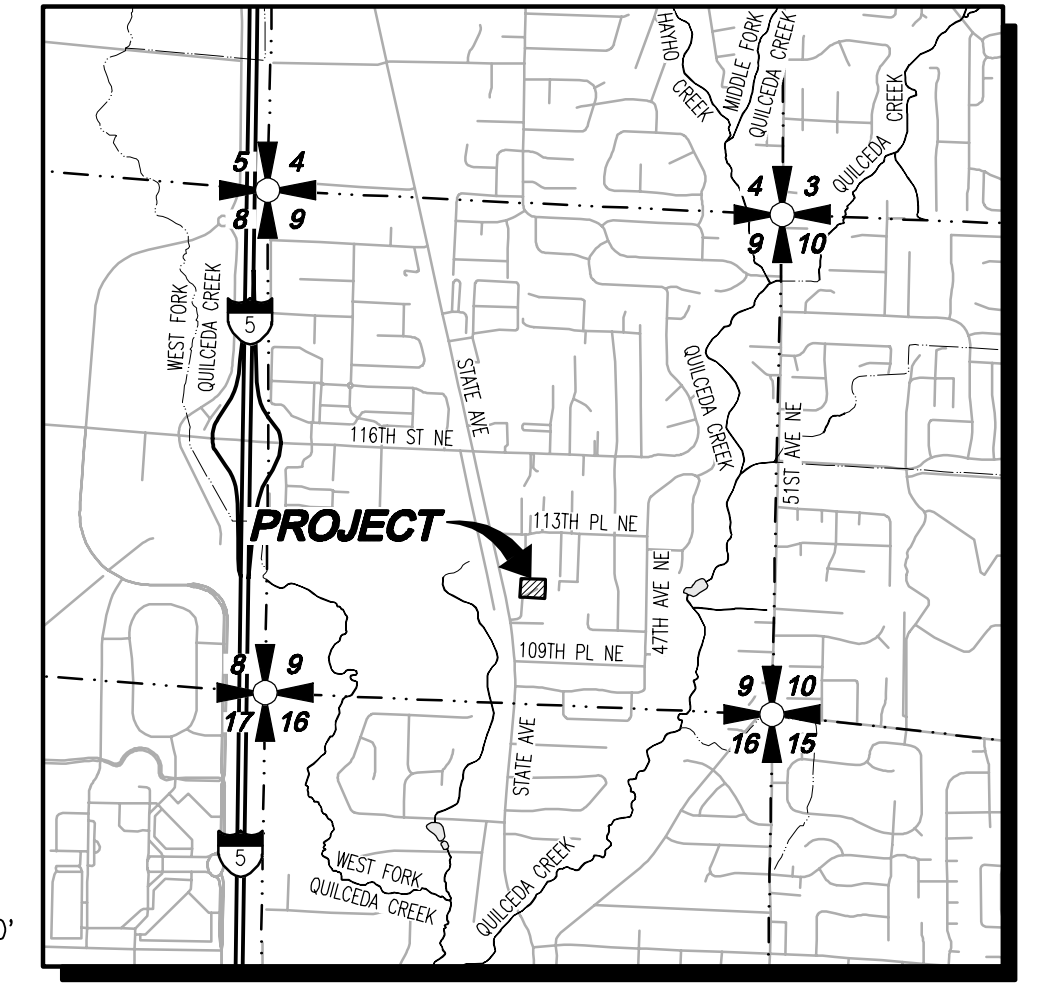 HAYHO
CREEK
MIDDLE FORK
QUILCEDA CREEK
QUILCEDA CREEK
5 4
8 9
4 3
9 10
WEST FORK
QUILCEDA CREEK
5
STATE AVE
QUILCEDA CREEK
116TH ST NE
51ST AVE NE
PROJECT
113TH PL NE
47TH AVE NE
109TH PL NE
8 9
17 16
9 10
16 15
STATE AVE
5
WEST FORK
QUILCEDA CREEK
QUILCEDA CREEK
0'